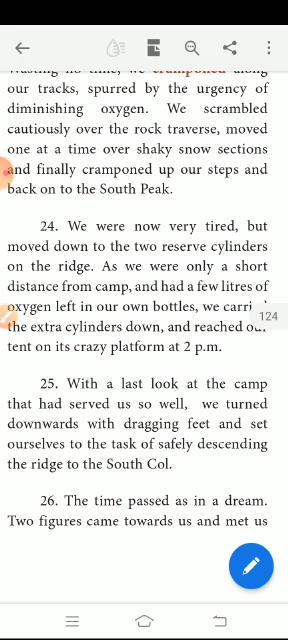 Wasting no time, we cramponed along
our tracks, spurred by the urgency of
diminishing oxygen. We scrambled
cautiously over the rock traverse, moved
one at a time over shaky snow sections
and finally cramponed up our steps and
back on to the South Peak.
24. We were now very tired, but
moved down to the two reserve cylinders
on the ridge. As we were only a short
distance from camp, and had a few litres of
oxygen left in our own bottles, we
124
the extra cylinders down, and reached
tent on its crazy platform at 2 p.m.
25. With a last look at the camp
that had served us so well, we turned
downwards with dragging feet and set
ourselves to the task of safely descending
the ridge to the South Col.
26. The time passed as in a dream.
Two figures came towards us and met us